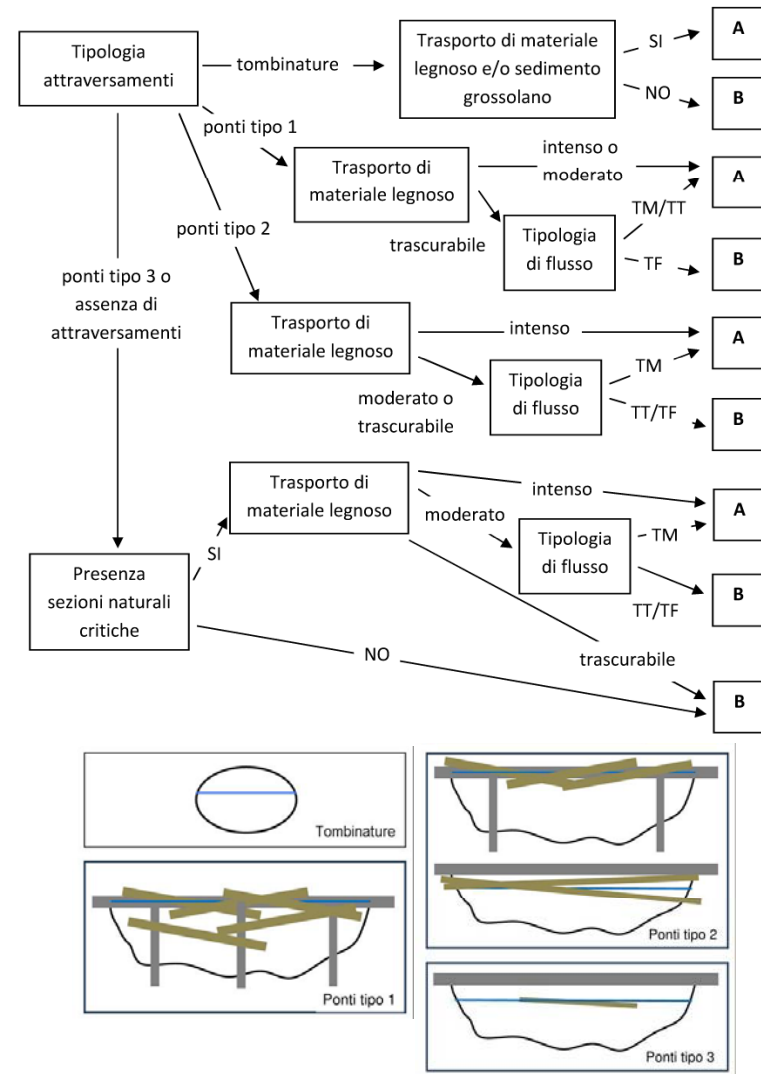 Tipologia
attraversamenti
tombinature
Trasporto di materiale
legnoso e/o sedimento
grossolano
SI
A
NO
B
ponti tipo 1
Trasporto di
materiale legnoso
intenso o
moderato
A
trascurabile
Tipologia
di flusso
TM/TT
TF
B
ponti tipo 2
ponti tipo 3 o
assenza di
attraversamenti
Trasporto di
materiale legnoso
intenso
A
moderato o
trascurabile
Tipologia
di flusso
TM
TT/TF
B
Trasporto di
materiale legnoso
intenso
A
moderato
Tipologia
di flusso
TM
TT/TF
B
SI
Presenza
sezioni naturali
critiche
NO
trascurabile
B
Tombinature
Ponti tipo 1
Ponti tipo 2
Ponti tipo 3